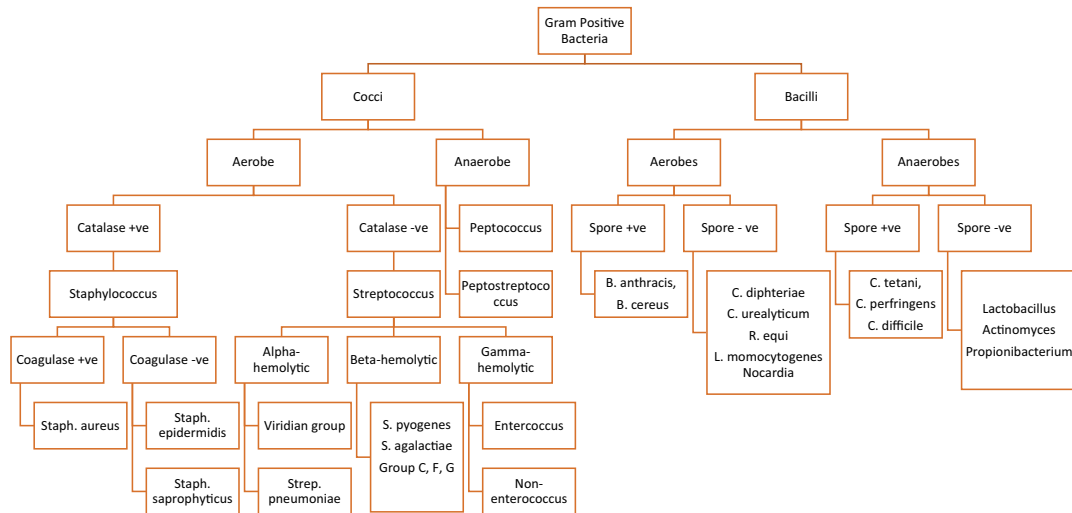 Gram Positive
Bacteria
Cocci
Bacilli
Aerobe
Anaerobe
Aerobes
Anaerobes
Catalase +ve
Catalase -ve
Peptococcus
Spore +ve
Spore - ve
Spore +ve
Spore -ve
Staphylococcus
Streptococcus
Peptostreptoco
ccus
B. anthracis,
B. cereus
C. diphteriae
C. urealyticum
R. equi
L. momocytogenes
Nocardia
C. tetani,
C. perfringens
C. difficile
Lactobacillus
Actinomyces
Propionibacterium
Coagulase +ve
Coagulase -ve
Alpha-
hemolytic
Beta-hemolytic
Gamma-
hemolytic
Staph. aureus
Staph.
epidermidis
Viridian group
S. pyogenes
S. agalactiae
Group C, F, G
Entercoccus
Staph.
saprophyticus
Strep.
pneumoniae
Non-
enterococcus